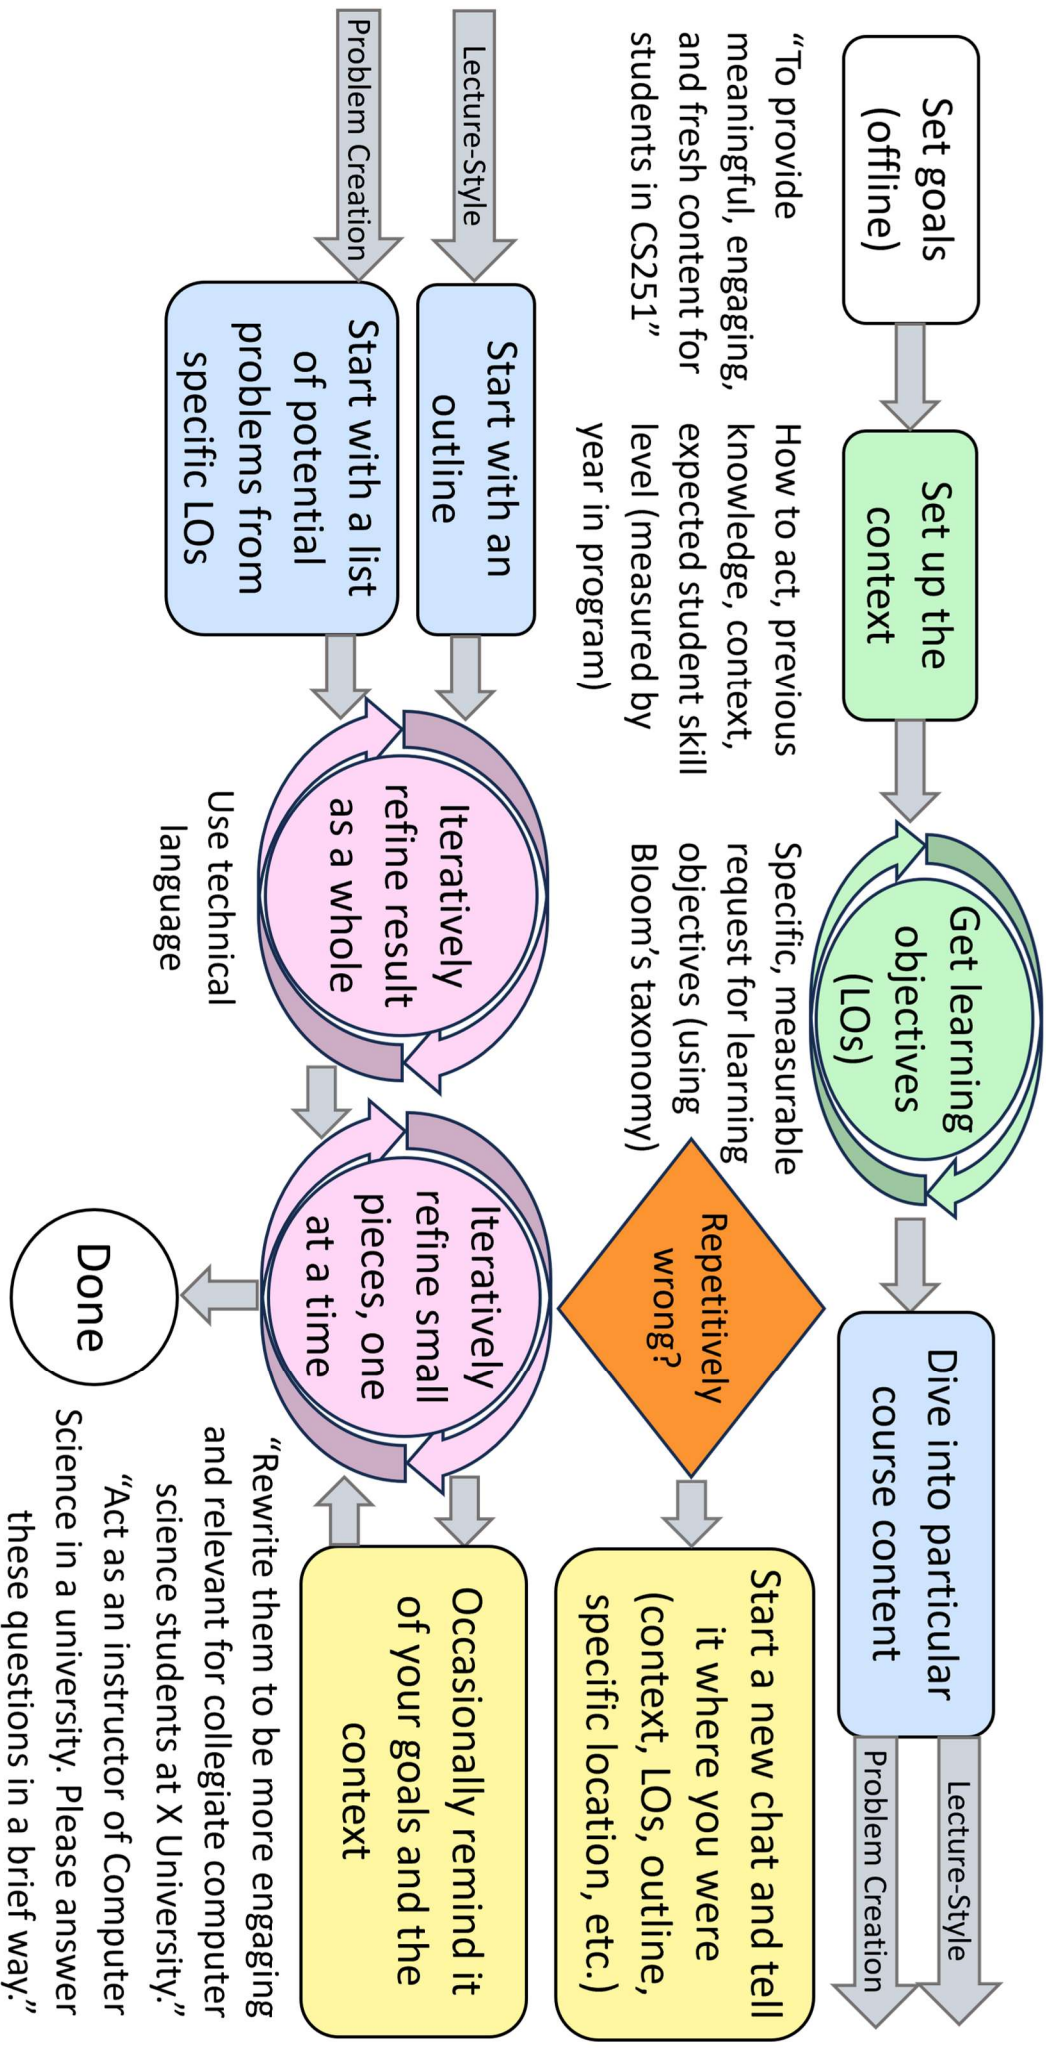 Set goals
(offline)
Set up the
context
Get learning
objectives
(LOs)
Dive into particular
course content
Lecture-Style
Problem Creation
“To provide
meaningful, engaging,
and fresh content for
students in CS251”
How to act, previous
knowledge, context,
expected student skill
level (measured by
year in program)
Specific, measurable
request for learning
objectives (using
Bloom’s taxonomy)
Repetitively
wrong?
Start a new chat and tell
it where you were
(context, LOs, outline,
specific location, etc.)
Lecture-Style
Problem Creation
Start with an
outline
Start with a list
of potential
problems from
specific LOs
Iteratively
refine result
as a whole
Use technical
language
Iteratively
refine small
pieces, one
at a time
Occasionally remind it
of your goals and the
context
Done
“Rewrite them to be more engaging
and relevant for collegiate computer
science students at X University.”
“Act as an instructor of Computer
Science in a university. Please answer
these questions in a brief way.”